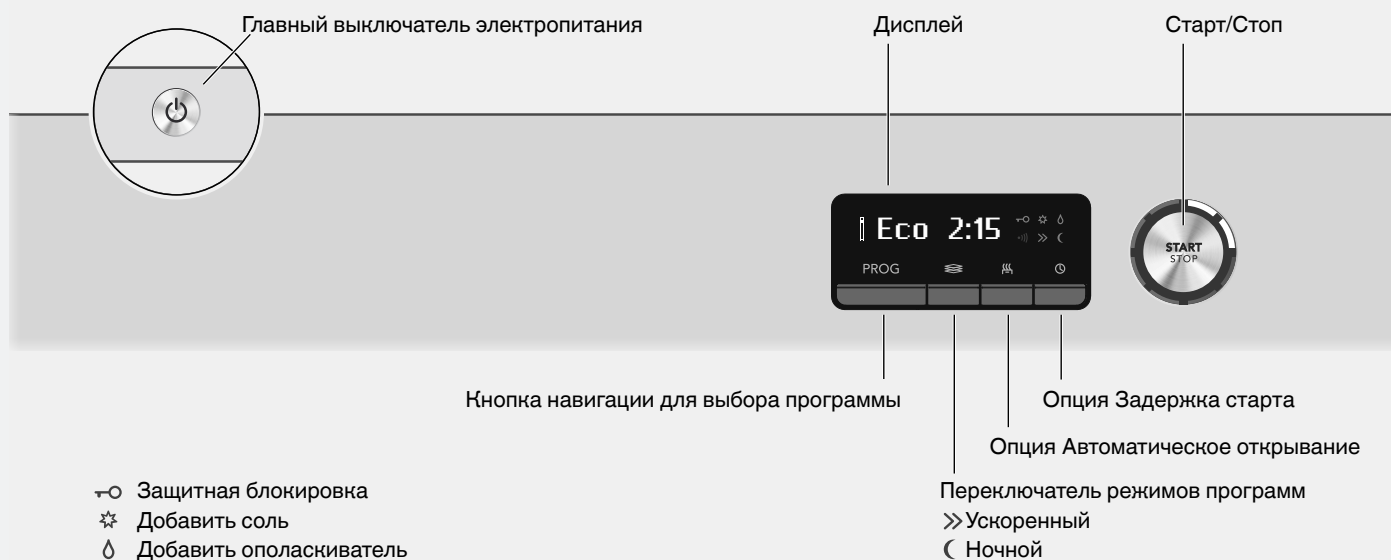 Главный выключатель электропитания
Дисплей
Старт/Стоп
Eco 2:15
PROG
START
STOP
Кнопка навигации для выбора программы
Опция Задержка старта
Опция Автоматическое открывание
Защитная блокировка
Добавить соль
Добавить ополаскиватель
Переключатель режимов программ
Ускоренный
Ночной